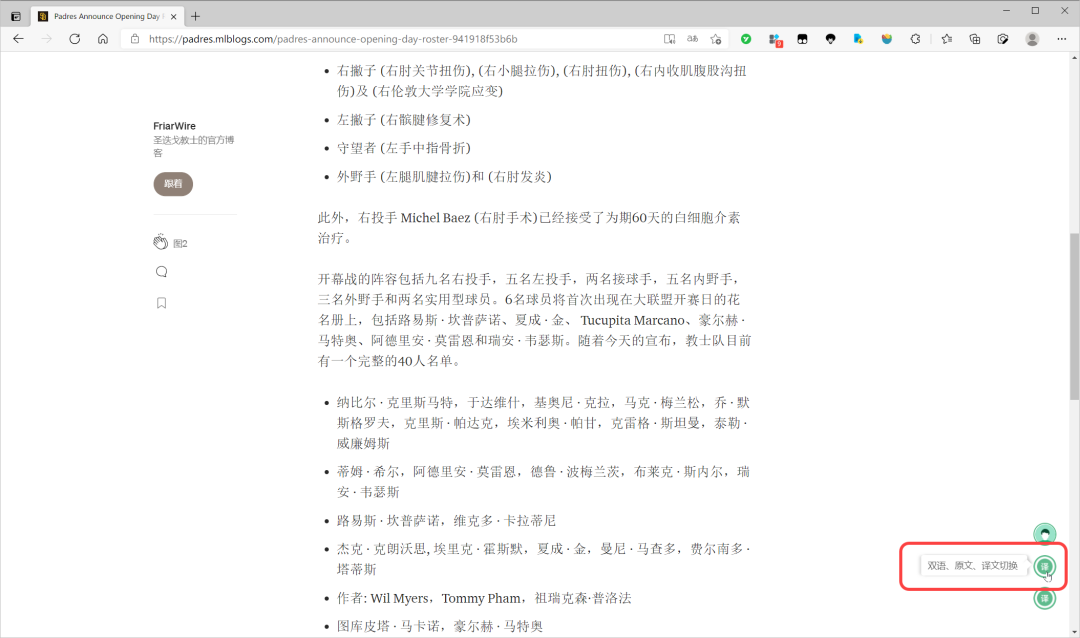 Padres Announce Opening Day
https://padres.mlblogs.com/padres-announce-opening-day-roster-941918f53b6b
9
右撇子 (右肘关节扭伤), (右小腿拉伤), (右肘扭伤), (右内收肌腹股沟扭
伤)及 (右伦敦大学学院应变)
左撇子 (右髌腱修复术)
守望者 (左手中指骨折)
外野手 (左腿肌腱拉伤)和 (右肘发炎)
FriarWire
圣迭戈教士的官方博
客
跟着
图2
此外，右投手 Michel Baez (右肘手术)已经接受了为期60天的白细胞介素
治疗。
开幕战的阵容包括九名右投手，五名左投手，两名接球手，五名内野手，
三名外野手和两名实用型球员。6名球员将首次出现在大联盟开赛日的花
名册上，包括路易斯·坎普萨诺、夏成·金、 Tucupita Marcano、豪尔赫·
马特奥、阿德里安·莫雷恩和瑞安·韦瑟斯。随着今天的宣布，教士队目前
有一个完整的40人名单。
纳比尔·克里斯马特，于达维什，基奥尼·克拉，马克·梅兰松，乔·默
斯格罗夫，克里斯·帕达克，埃米利奥·帕甘，克雷格·斯坦曼，泰勒·
威廉姆斯
蒂姆·希尔，阿德里安·莫雷恩，德鲁·波梅兰茨，布莱克·斯内尔，瑞
安·韦瑟斯
路易斯·坎普萨诺，维克多·卡拉蒂尼
杰克·克朗沃思, 埃里克·霍斯默，夏成·金，曼尼·马查多，费尔南多·
塔蒂斯
作者: Wil Myers，Tommy Pham，祖瑞克森·普洛法
图库皮塔·马卡诺，豪尔赫·马特奥
双语、原文、译文切换
译
译